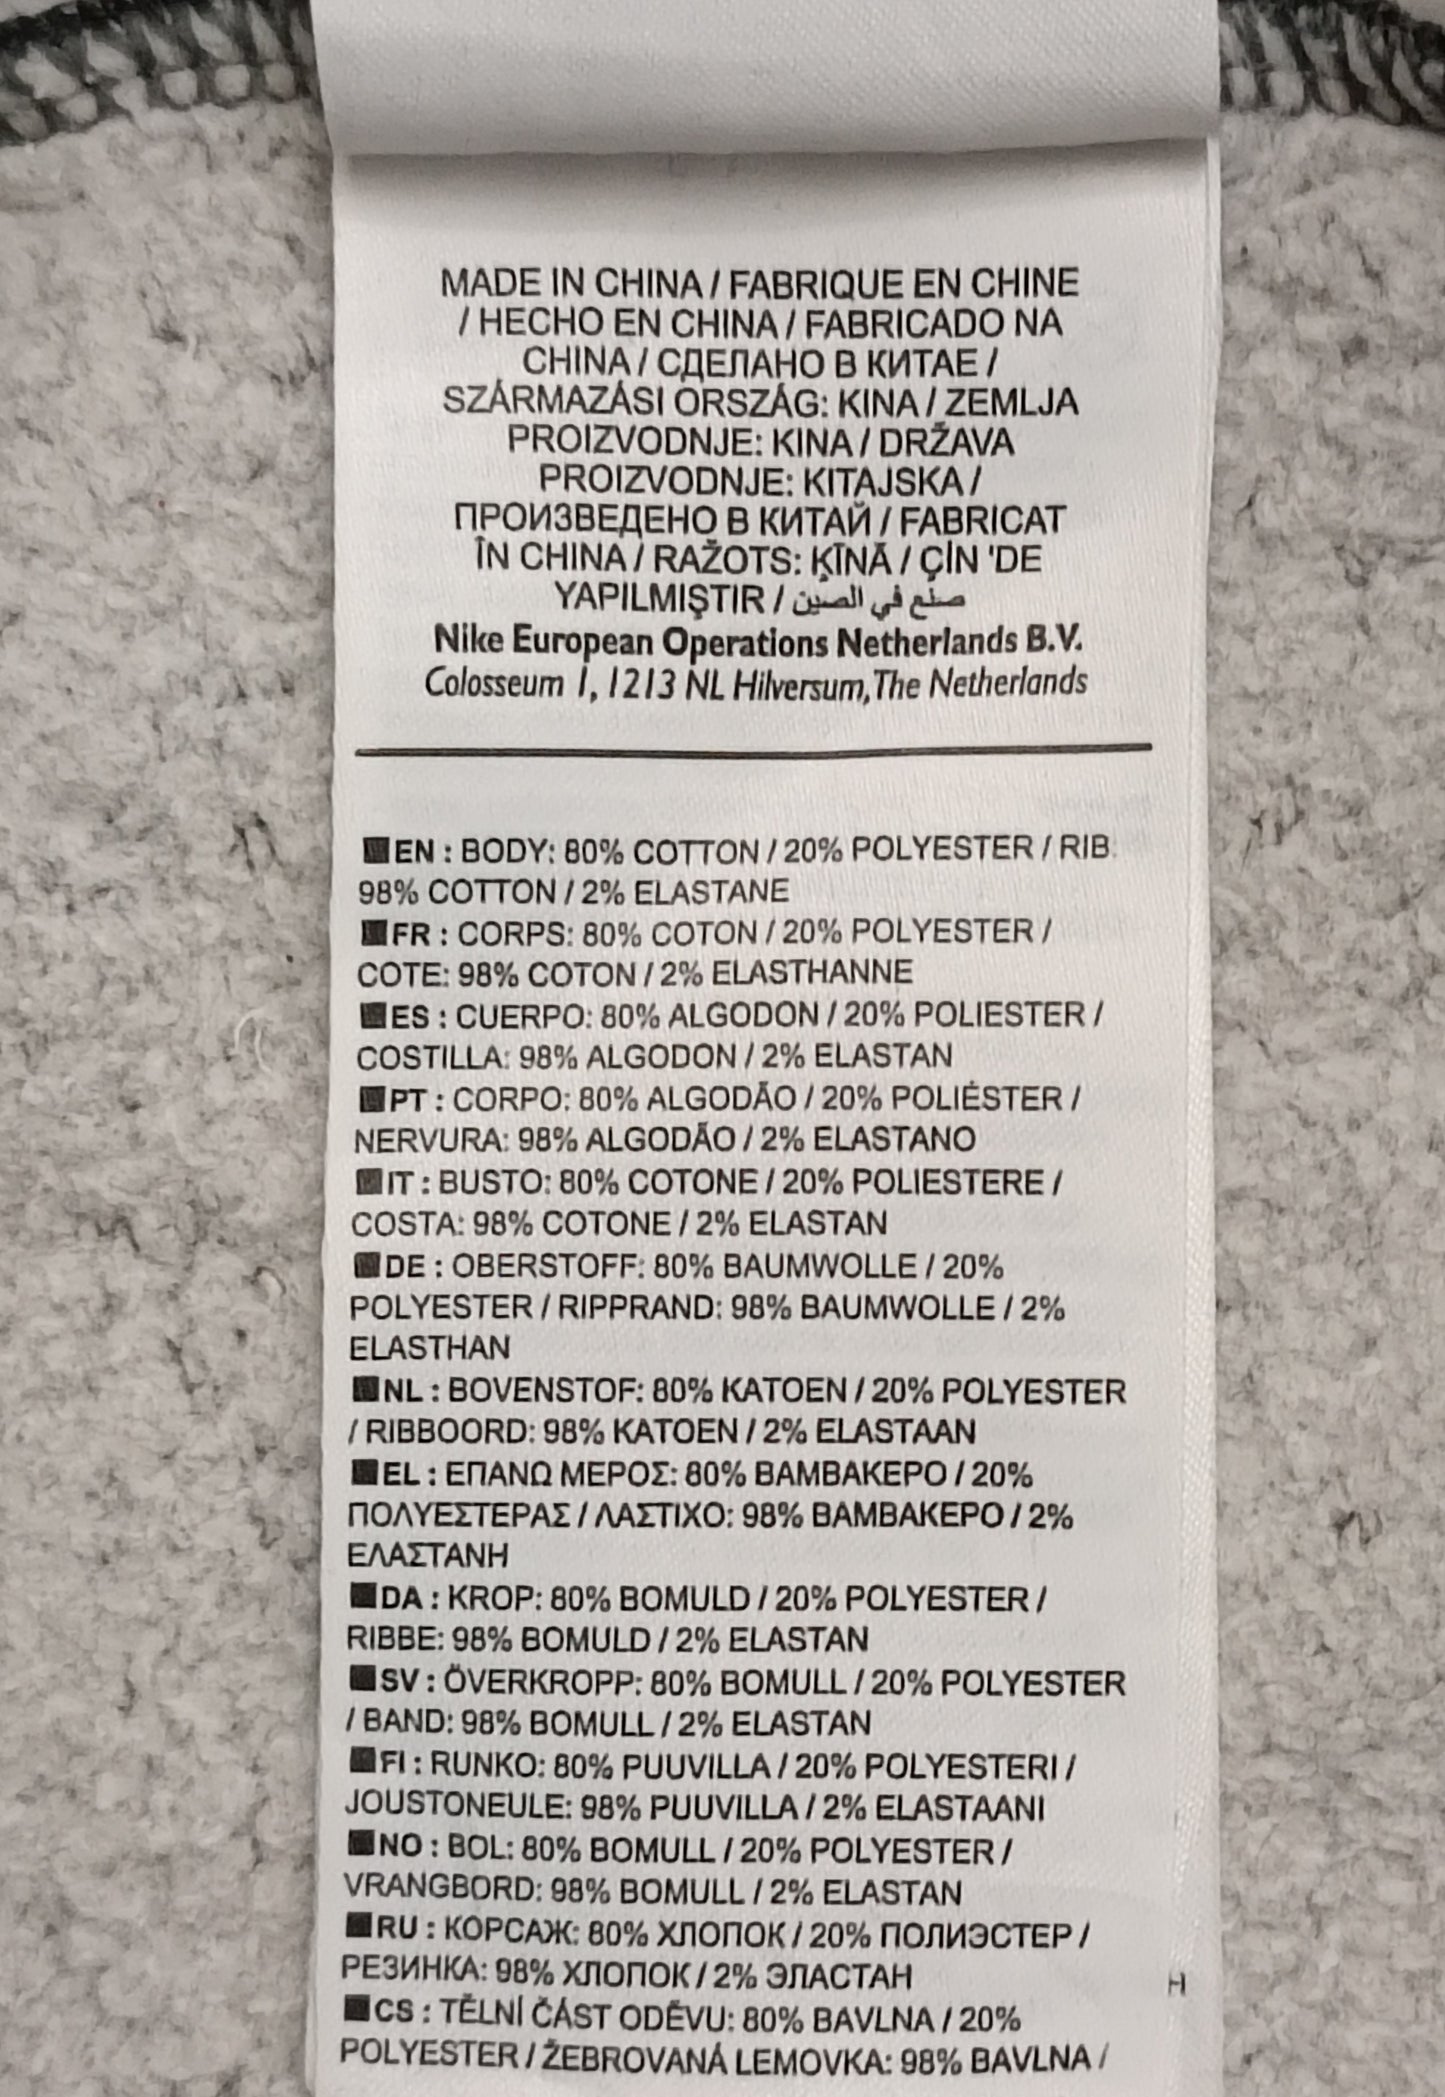 MADE IN CHINA / FABRIQUE EN CHINE
/ HECHO EN CHINA / FABRICADO NA
CHINA / СДЕЛАНО В КИТАЕ /
SZÁRMAZÁSI ORSZÁG: KINA / ZEMLJA
PROIZVODNJE: KINA / DRŽAVA
PROIZVODNJE: KITAJSKA /
ПРОИЗВЕДЕНО В КИТАЙ / FABRICAT
ÎN CHINA / RAŽOTS: ĶĪNĀ / ÇİN 'DE
YAPILMIŞTIR / صنع في الصين
Nike European Operations Netherlands B.V.
Colosseum 1, 1213 NL Hilversum, The Netherlands
EN : BODY: 80% COTTON / 20% POLYESTER / RIB:
98% COTTON / 2% ELASTANE
FR : CORPS: 80% COTON / 20% POLYESTER /
COTE: 98% COTON / 2% ELASTHANNE
ES : CUERPO: 80% ALGODON / 20% POLIESTER /
COSTILLA: 98% ALGODON / 2% ELASTAN
PT : CORPO: 80% ALGODÃO / 20% POLIÉSTER /
NERVURA: 98% ALGODÃO / 2% ELASTANO
IT : BUSTO: 80% COTONE / 20% POLIESTERE /
COSTA: 98% COTONE / 2% ELASTAN
DE : OBERSTOFF: 80% BAUMWOLLE / 20%
POLYESTER / RIPPRAND: 98% BAUMWOLLE / 2%
ELASTHAN
NL : BOVENSTOF: 80% KATOEN / 20% POLYESTER
/ RIBBOORD: 98% KATOEN / 2% ELASTAAN
EL : ΕΠΑΝΩ ΜΕΡΟΣ: 80% ΒΑΜΒΑΚΕΡΟ / 20%
ΠΟΛΥΕΣΤΕΡΑΣ / ΛΑΣΤΙΧΟ: 98% ΒΑΜΒΑΚΕΡΟ / 2%
ΕΛΑΣΤΑΝΗ
DA : KROP: 80% BOMULD / 20% POLYESTER /
RIBBE: 98% BOMULD / 2% ELASTAN
SV : ÖVERKROPP: 80% BOMULL / 20% POLYESTER
/ BAND: 98% BOMULL / 2% ELASTAN
FI : RUNKO: 80% PUUVILLA / 20% POLYESTERI /
JOUSTONEULE: 98% PUUVILLA / 2% ELASTAANI
NO : BOL: 80% BOMULL / 20% POLYESTER /
VRANGBORD: 98% BOMULL / 2% ELASTAN
RU : КОРСАЖ: 80% ХЛОПОК / 20% ПОЛИЭСТЕР /
РЕЗИНКА: 98% ХЛОПОК / 2% ЭЛАСТАН
CS : TĚLNÍ ČÁST ODĚVU: 80% BAVLNA / 20%
POLYESTER / ŽEBROVANÁ LEMOVKA: 98% BAVLNA /
H